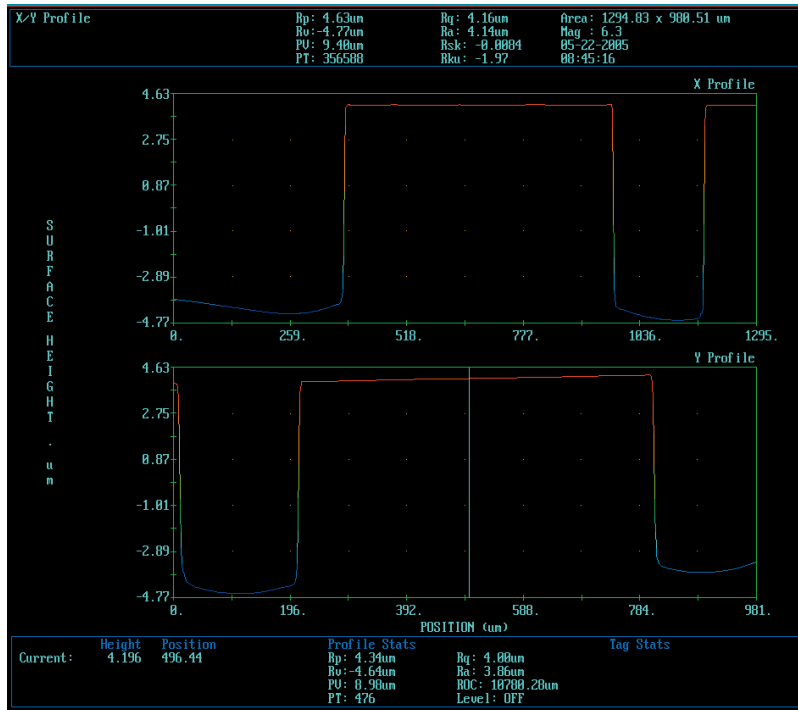 X/Y Profile Rp: 4.63um Rq: 4.16um Area: 1294.83 x 980.51 um
Rv:-4.77um Ra: 4.14um Mag : 6.3
PV: 9.40um Rsk: -0.0084 05-22-2005
PT: 356588 Rku: -1.97 08:45:16
X Profile
4.63
2.75
0.87
-1.01
-2.89
-4.77
0. 259. 518. 777. 1036. 1295.
SURFACE HEIGHT . um
Y Profile
4.63
2.75
0.87
-1.01
-2.89
-4.77
0. 196. 392. 588. 784. 981.
POSITION (um)
Height Position Profile Stats Tag Stats
Current: 4.196 496.44 Rp: 4.34um Rq: 4.00um
Rv:-4.64um Ra: 3.86um
PV: 8.98um ROC: 10780.28um
PT: 476 Level: OFF